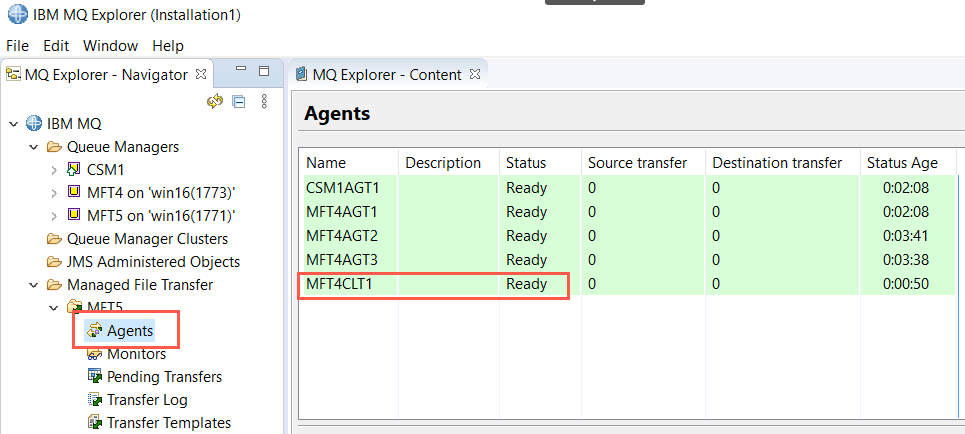 IBM MQ Explorer (Installation1)
File Edit Window Help
MQ Explorer - Navigator
MQ Explorer - Content
IBM MQ
Queue Managers
CSM1
MFT4 on 'win16(1773)'
MFT5 on 'win16(1771)'
Queue Manager Clusters
JMS Administered Objects
Managed File Transfer
MFT5
Agents
Monitors
Pending Transfers
Transfer Log
Transfer Templates
Agents
Name Description Status Source transfer Destination transfer Status Age
CSM1AGT1 Ready 0 0 0:02:08
MFT4AGT1 Ready 0 0 0:02:08
MFT4AGT2 Ready 0 0 0:03:41
MFT4AGT3 Ready 0 0 0:03:38
MFT4CLT1 Ready 0 0 0:00:50